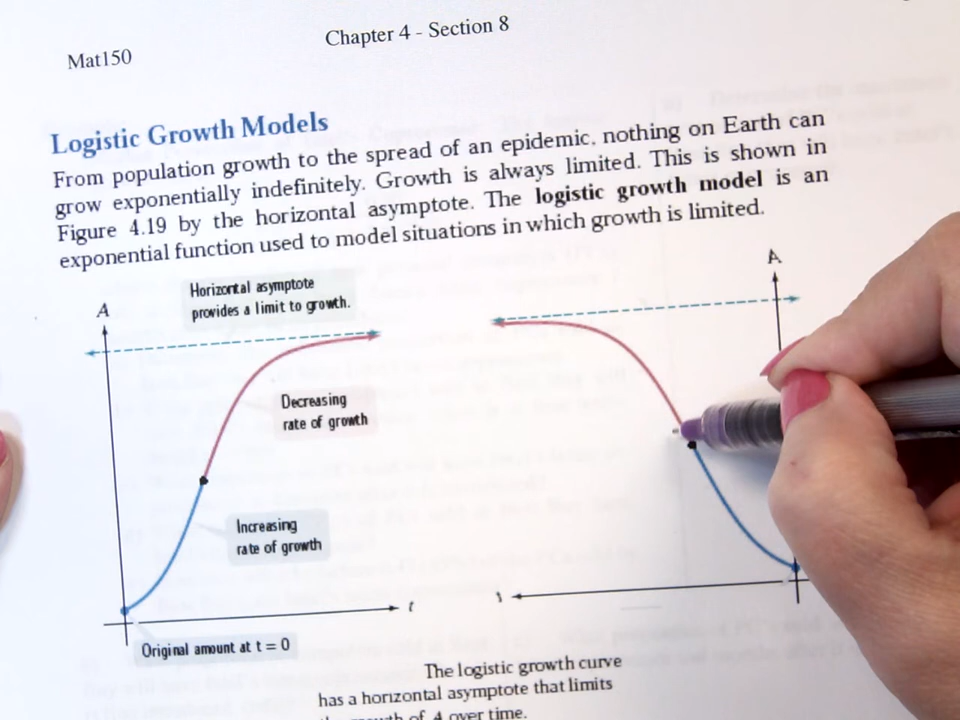 Mat150
Chapter 4 - Section 8
Logistic Growth Models
From population growth to the spread of an epidemic, nothing on Earth can
grow exponentially indefinitely. Growth is always limited. This is shown in
Figure 4.19 by the horizontal asymptote. The logistic growth model is an
exponential function used to model situations in which growth is limited.
A
Horizontal asymptote
provides a limit to growth.
Decreasing
rate of growth
Increasing
rate of growth
t
Original amount at t = 0
A
t
The logistic growth curve
has a horizontal asymptote that limits
growth of A over time.